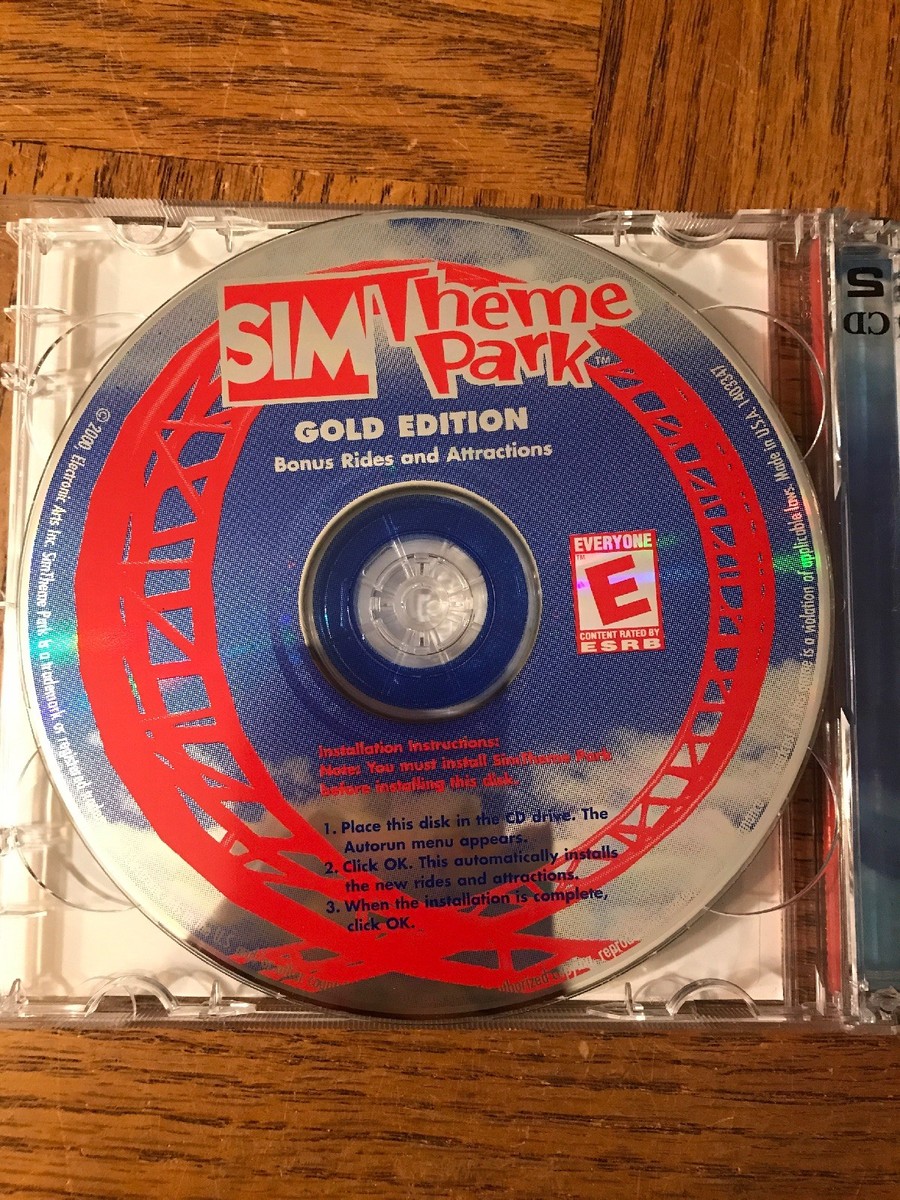 SIM Theme
Park™
GOLD EDITION
Bonus Rides and Attractions
EVERYONE
™
E
CONTENT RATED BY
ESRB
Installation Instructions:
Note: You must install SimTheme Park
before installing this disk.
1. Place this disk in the CD drive. The
Autorun menu appears.
2. Click OK. This automatically installs
the new rides and attractions.
3. When the installation is complete,
click OK.
© 2000, Electronic Arts Inc. SimTheme Park is a trademark or
is a violation of applicable laws. Made in U.S.A. 1403347
2
CD